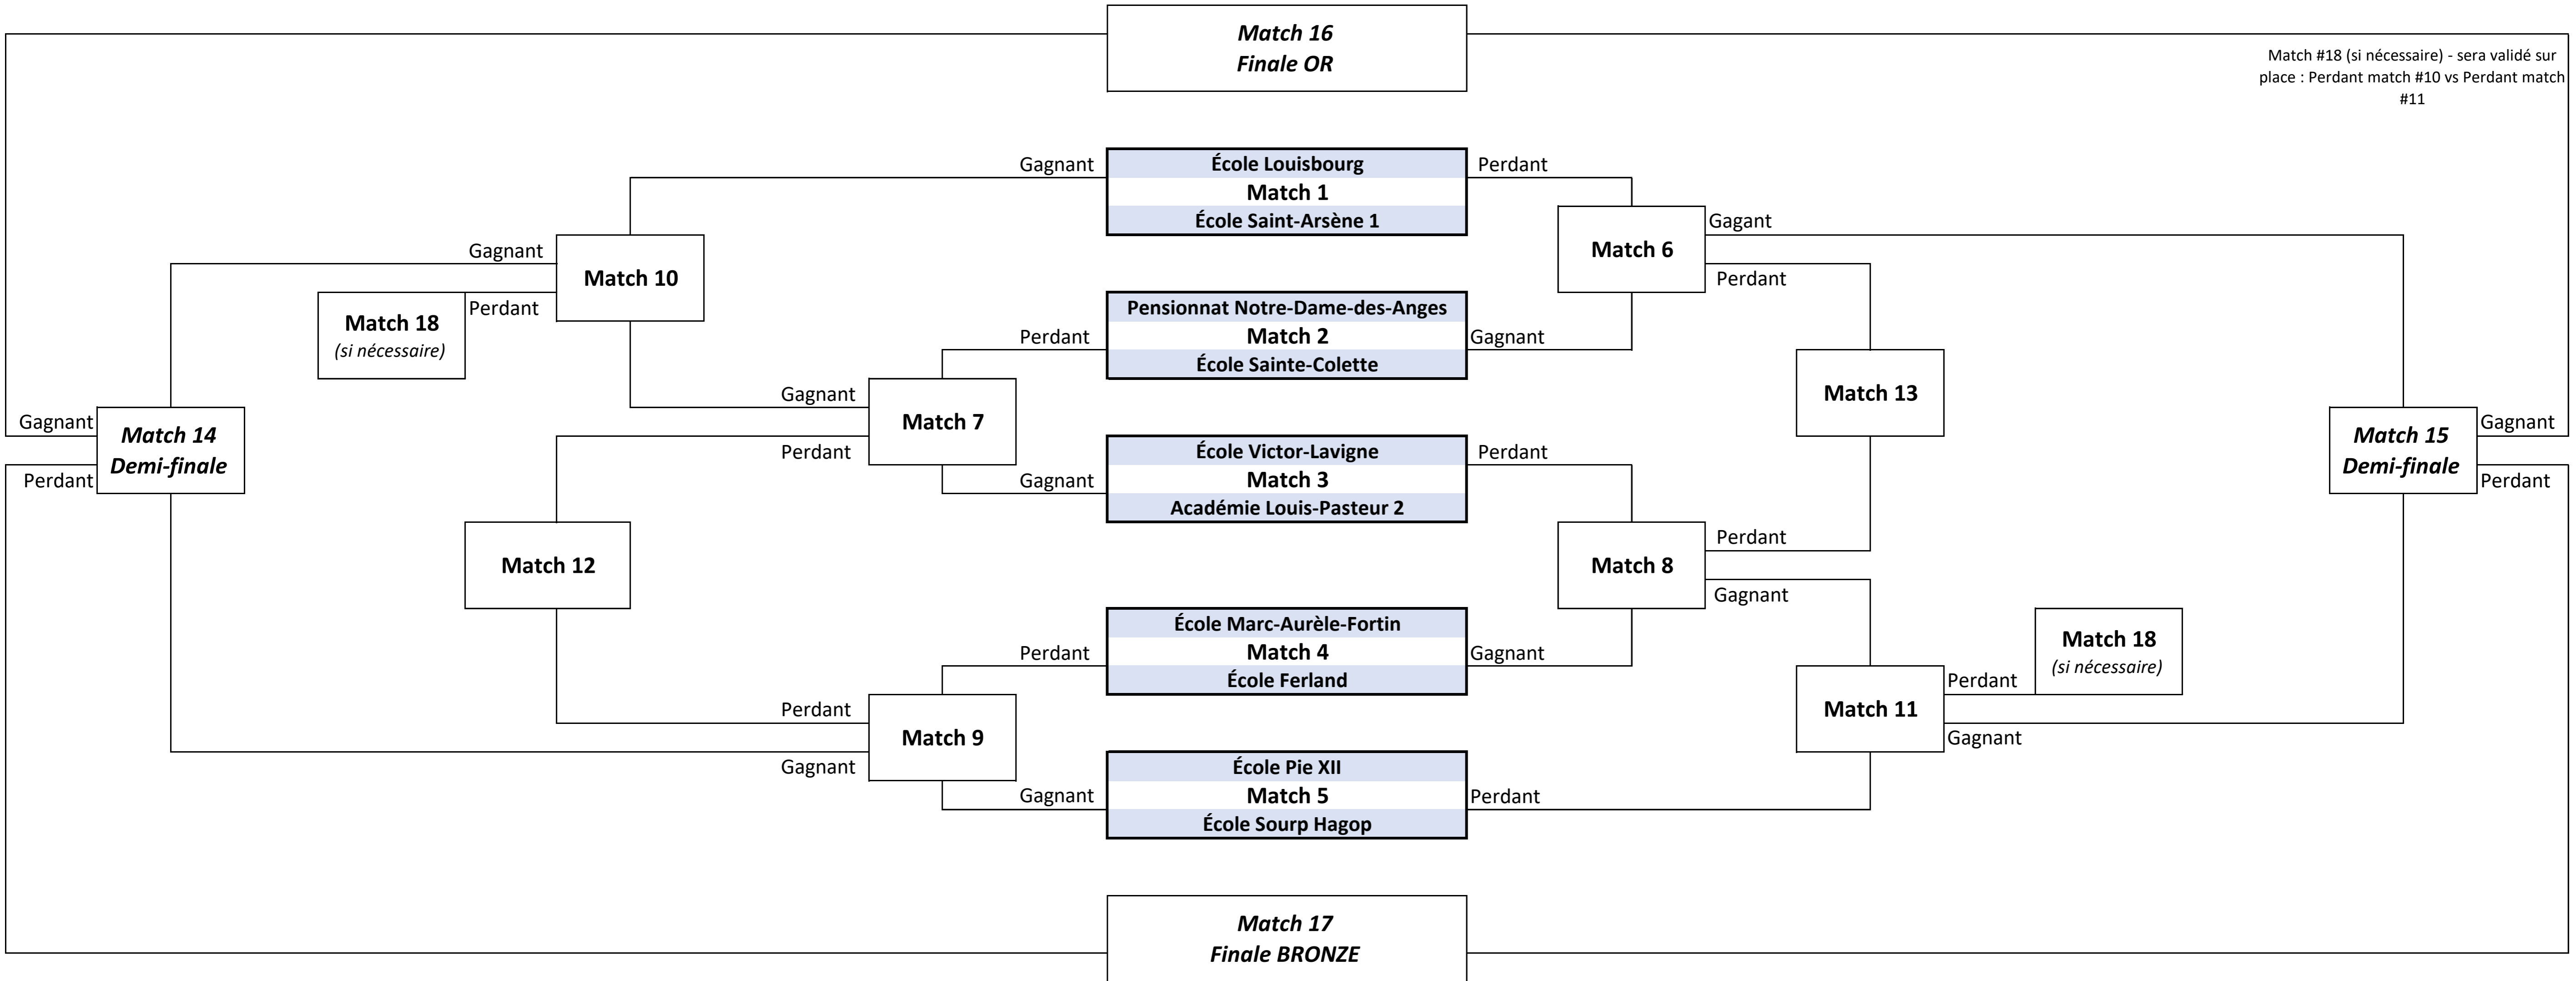 Match 16
Finale OR
Match #18 (si nécessaire) - sera validé sur
place : Perdant match #10 vs Perdant match
#11
Gagnant
École Louisbourg
Perdant
Match 1
École Saint-Arsène 1
Gagnant
Match 10
Perdant
Match 18
(si nécessaire)
Match 6
Gagant
Perdant
Perdant
Pensionnat Notre-Dame-des-Anges
Match 2
École Sainte-Colette
Gagnant
Gagnant
Match 7
Perdant
Match 13
Gagnant
Match 14
Demi-finale
Perdant
Gagnant
École Victor-Lavigne
Match 3
Académie Louis-Pasteur 2
Perdant
Match 15
Demi-finale
Gagnant
Perdant
Match 12
Match 8
Perdant
Gagnant
Perdant
École Marc-Aurèle-Fortin
Match 4
École Ferland
Gagnant
Match 18
(si nécessaire)
Perdant
Match 11
Gagnant
Perdant
Match 9
Gagnant
Gagnant
École Pie XII
Match 5
École Sourp Hagop
Perdant
Match 17
Finale BRONZE